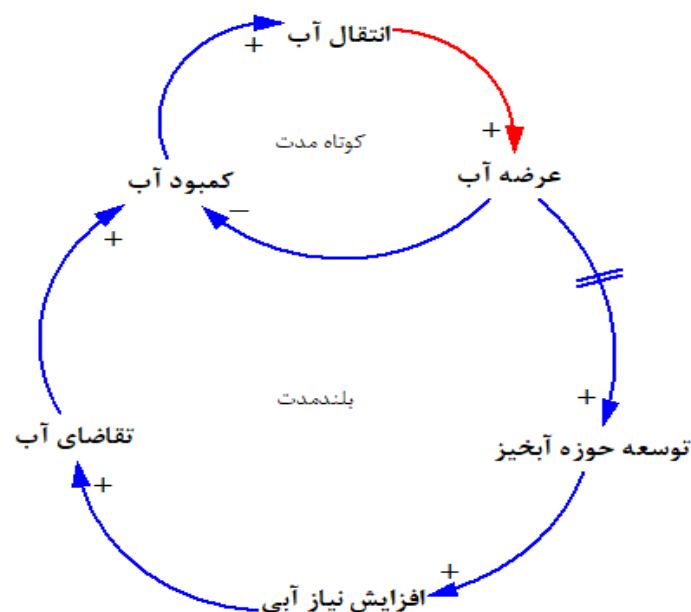 انتقال آب
+
+
کوتاه مدت
کمبود آب
عرضه آب
+
–
بلندمدت
+
تقاضای آب
توسعه حوزه آبخیز
+
+
افزایش نیاز آبی